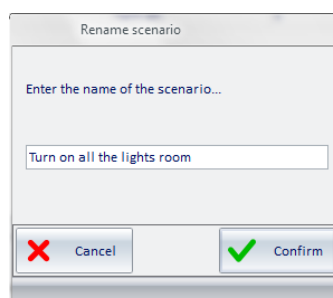 Rename scenario
Enter the name of the scenario...
Turn on all the lights room
Cancel
Confirm